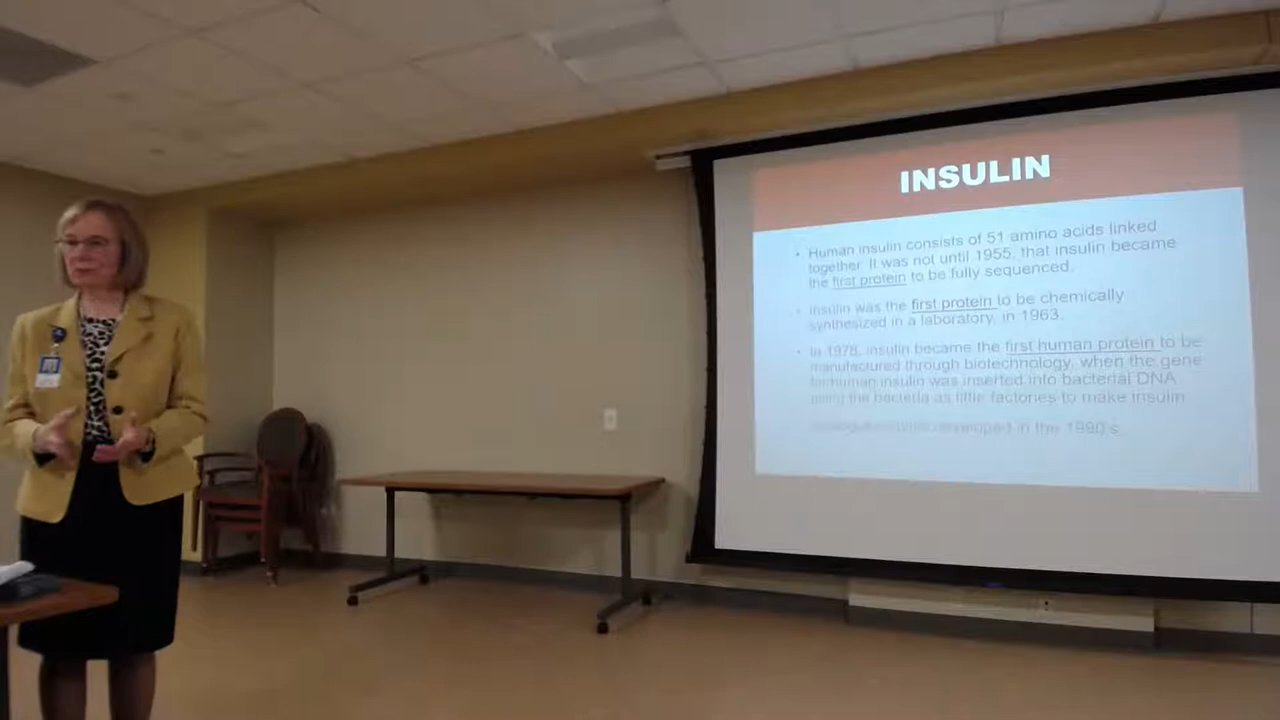 INSULIN
• Human insulin consists of 51 amino acids linked
together. It was not until 1955, that insulin became
the first protein to be fully sequenced.
• Insulin was the first protein to be chemically
synthesized in a laboratory, in 1963.
• In 1978, insulin became the first human protein to be
manufactured through biotechnology, when the gene
for human insulin was inserted into bacterial DNA
using the bacteria as little factories to make insulin
developed in the 1990's